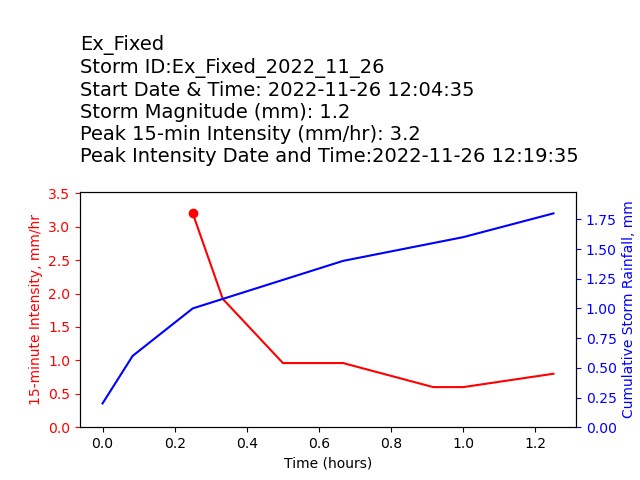 Ex_Fixed
Storm ID:Ex_Fixed_2022_11_26
Start Date & Time: 2022-11-26 12:04:35
Storm Magnitude (mm): 1.2
Peak 15-min Intensity (mm/hr): 3.2
Peak Intensity Date and Time:2022-11-26 12:19:35
15-minute Intensity, mm/hr
3.5
3.0
2.5
2.0
1.5
1.0
0.5
0.0
1.75
1.50
1.25
1.00
0.75
0.50
0.25
0.00
Cumulative Storm Rainfall, mm
0.0 0.2 0.4 0.6 0.8 1.0 1.2
Time (hours)